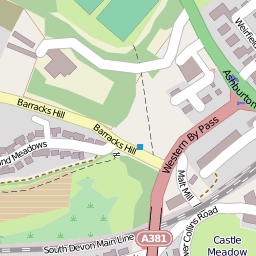 Weirfield
Ashburton
Barracks Hill
Barracks Hill
Western By Pass
Meadows
Malt Mill
Collins Road
South Devon Main Line
A381
Castle
Meadow